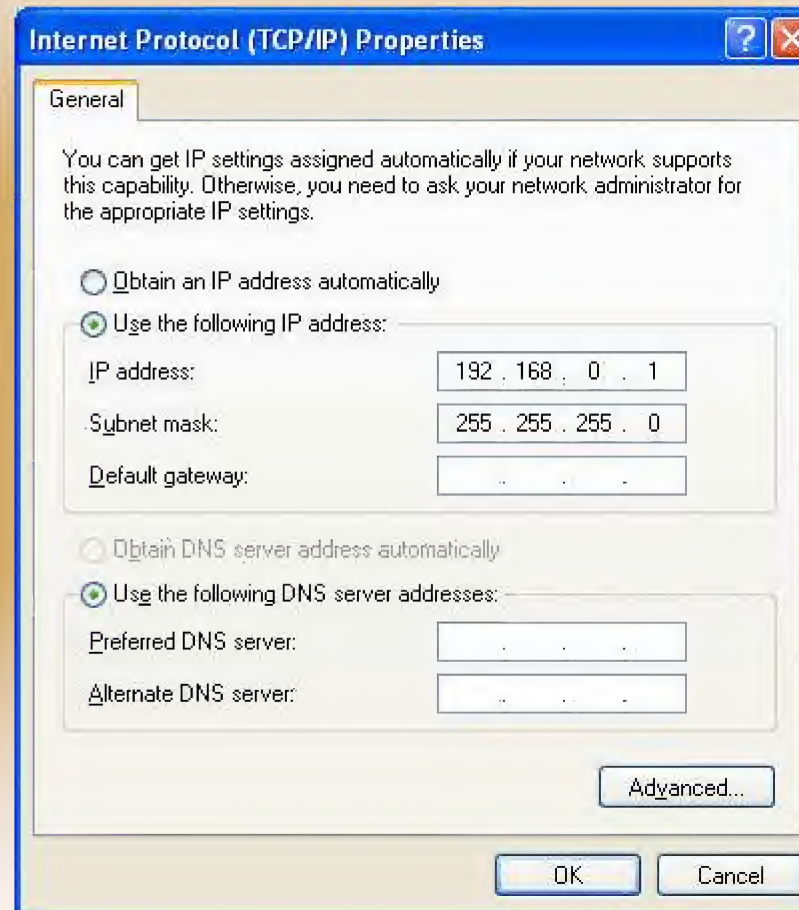 Internet Protocol (TCP/IP) Properties
General
You can get IP settings assigned automatically if your network supports
this capability. Otherwise, you need to ask your network administrator for
the appropriate IP settings.
Obtain an IP address automatically
Use the following IP address:
IP address: 192 . 168 . 0 . 1
Subnet mask: 255 . 255 . 255 . 0
Default gateway: . . .
Obtain DNS server address automatically
Use the following DNS server addresses:
Preferred DNS server: . . .
Alternate DNS server: . . .
Advanced...
OK Cancel